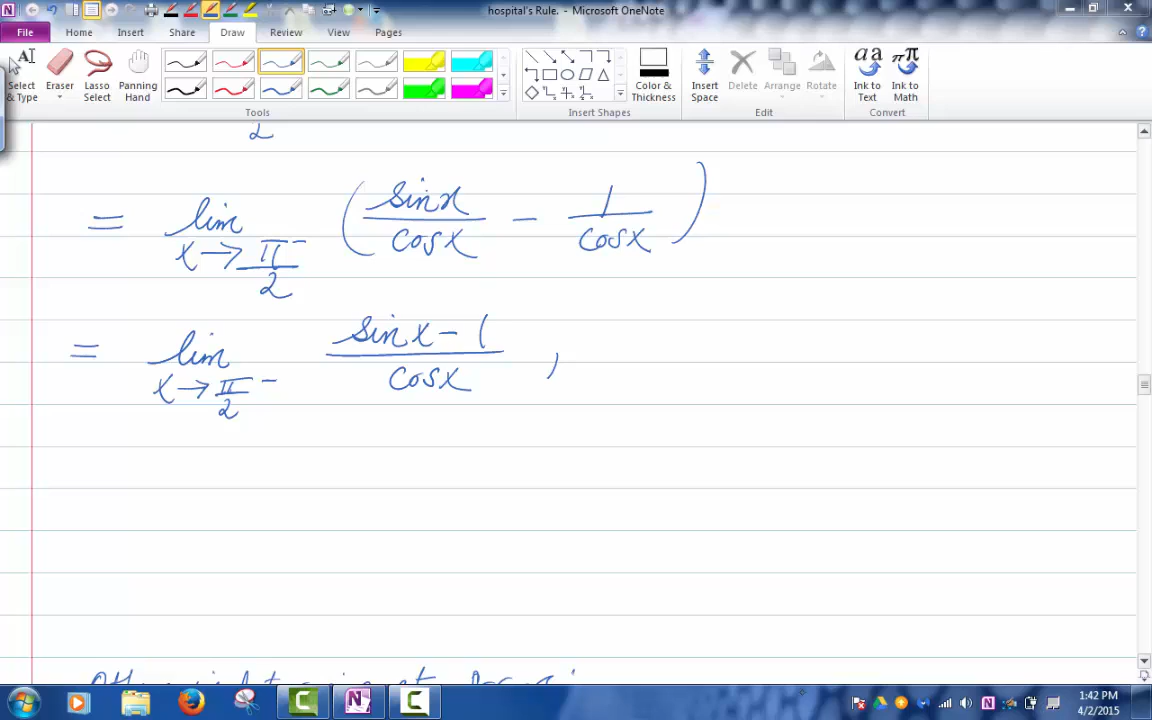 hospital's Rule. - Microsoft OneNote
File Home Insert Share Draw Review View Pages
Select & Type Eraser Lasso Select Panning Hand Color & Thickness Insert Space Delete Arrange Rotate Ink to Text Ink to Math
Tools Insert Shapes Edit Convert
2
= lim x→π/2⁻ (sinx/cosx - 1/cosx)
= lim x→π/2⁻ (sinx-1)/cosx ,
1:42 PM
4/2/2015